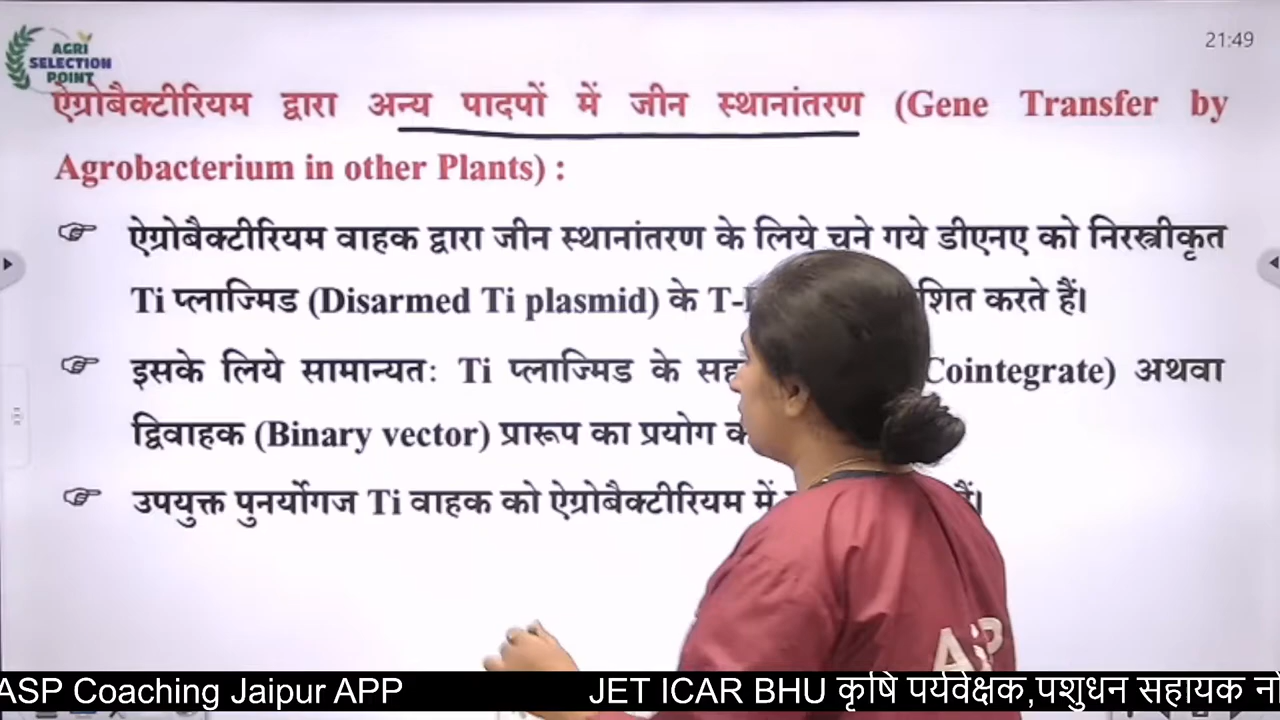 AGRI
SELECTION
POINT
21:49
ऐग्रोबैक्टीरियम द्वारा अन्य पादपों में जीन स्थानांतरण (Gene Transfer by
Agrobacterium in other Plants) :
ऐग्रोबैक्टीरियम वाहक द्वारा जीन स्थानांतरण के लिये चुने गये डीएनए को निरस्त्रीकृत
Ti प्लाज्मिड (Disarmed Ti plasmid) के करते हैं।
इसके लिये सामान्यतः Ti प्लाज्मिड के Cointegrate) अथवा
द्विवाहक (Binary vector) प्रारूप का प्रयोग
उपयुक्त पुनर्योगज Ti वाहक को ऐग्रोबैक्टीरियम में
ASP Coaching Jaipur APP JET ICAR BHU कृषि पर्यवेक्षक,पशुधन सहायक